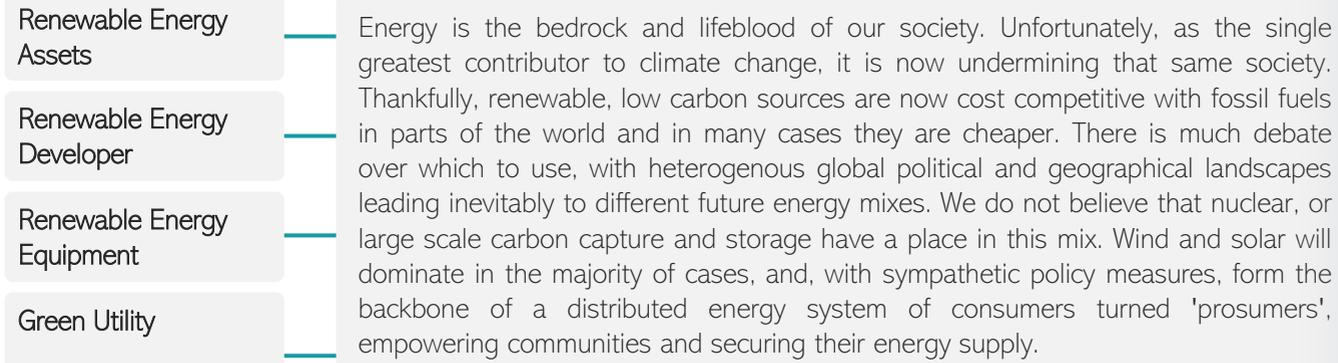 Renewable Energy
Assets
Renewable Energy
Developer
Renewable Energy
Equipment
Green Utility
Energy is the bedrock and lifeblood of our society. Unfortunately, as the single
greatest contributor to climate change, it is now undermining that same society.
Thankfully, renewable, low carbon sources are now cost competitive with fossil fuels
in parts of the world and in many cases they are cheaper. There is much debate
over which to use, with heterogenous global political and geographical landscapes
leading inevitably to different future energy mixes. We do not believe that nuclear, or
large scale carbon capture and storage have a place in this mix. Wind and solar will
dominate in the majority of cases, and, with sympathetic policy measures, form the
backbone of a distributed energy system of consumers turned 'prosumers',
empowering communities and securing their energy supply.